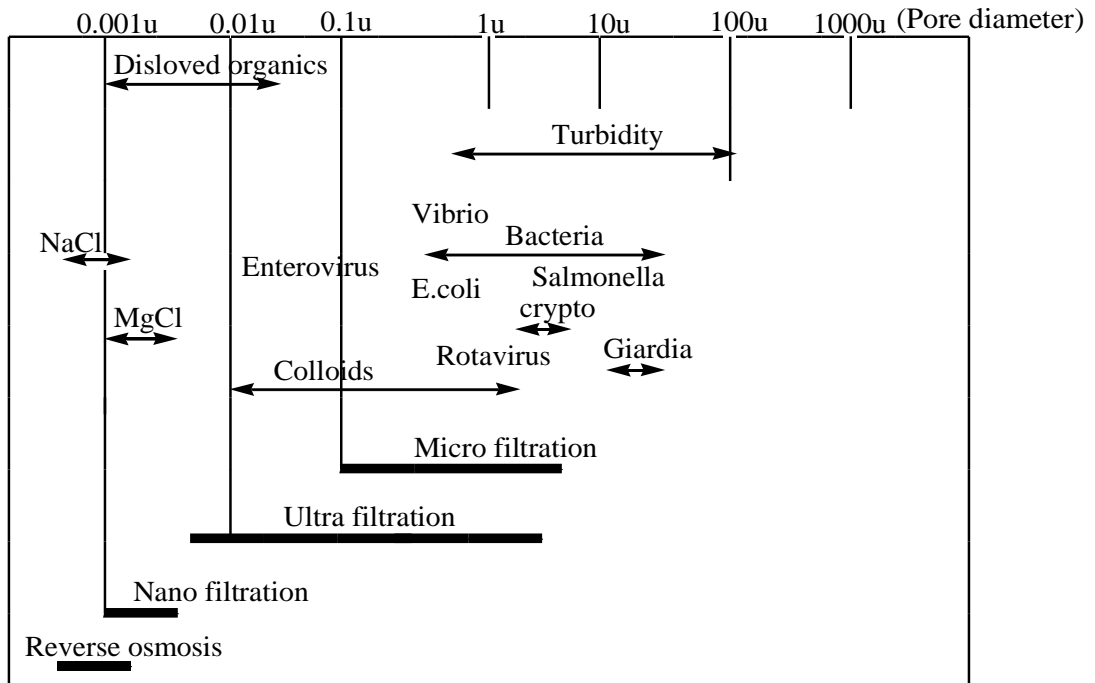 0.001u 0.01u 0.1u 1u 10u 100u 1000u (Pore diameter)
Disloved organics
Turbidity
Vibrio
NaCl
Bacteria
Enterovirus
E.coli
Salmonella
crypto
MgCl
Rotavirus
Giardia
Colloids
Micro filtration
Ultra filtration
Nano filtration
Reverse osmosis